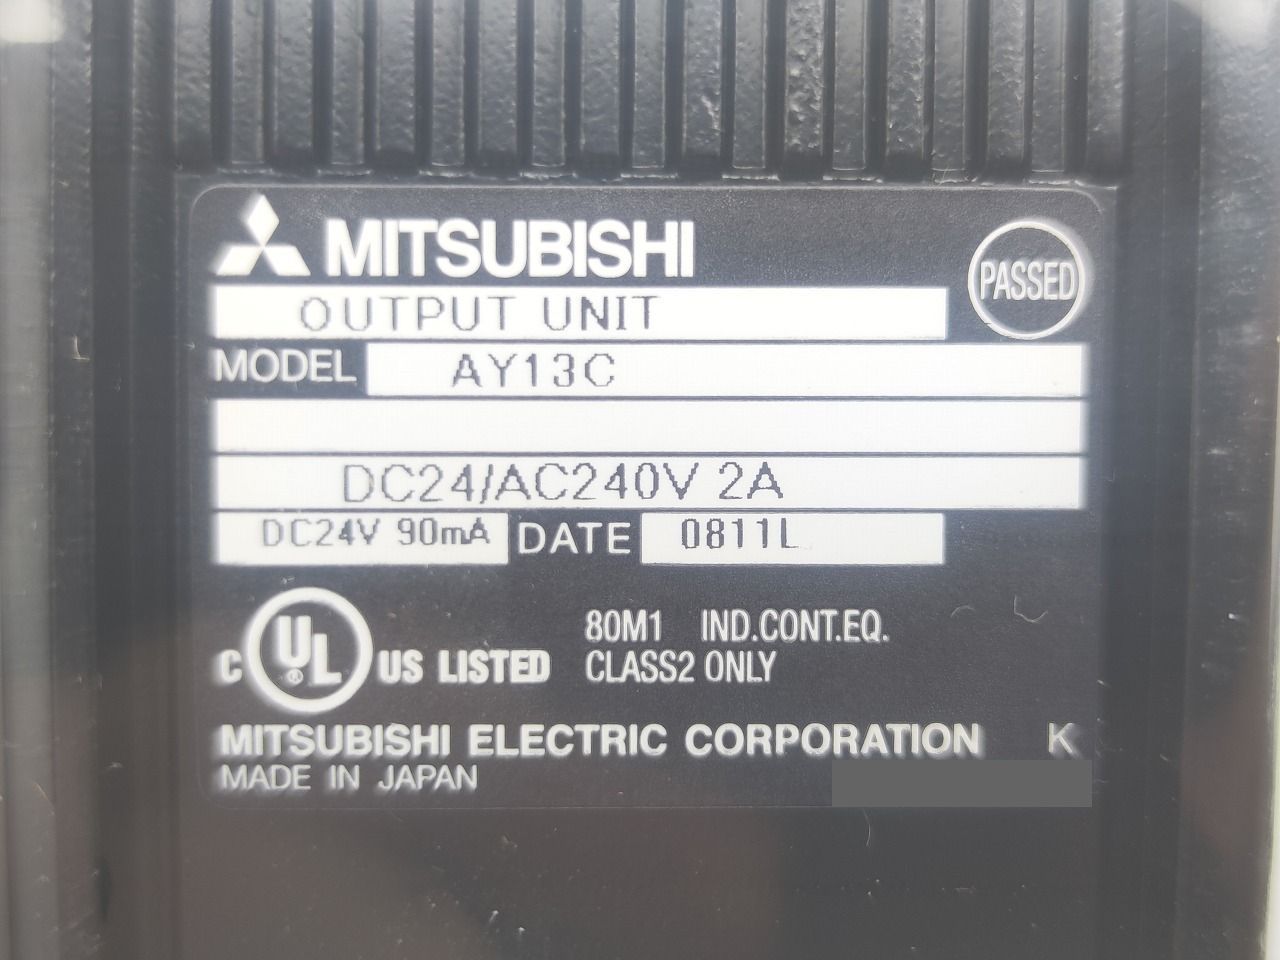 MITSUBISHI
PASSED
OUTPUT UNIT
MODEL AY13C
DC24/AC240V 2A
DC24V 90mA DATE 0811L
C UL ® US LISTED
80M1 IND.CONT.EQ.
CLASS2 ONLY
MITSUBISHI ELECTRIC CORPORATION K
MADE IN JAPAN